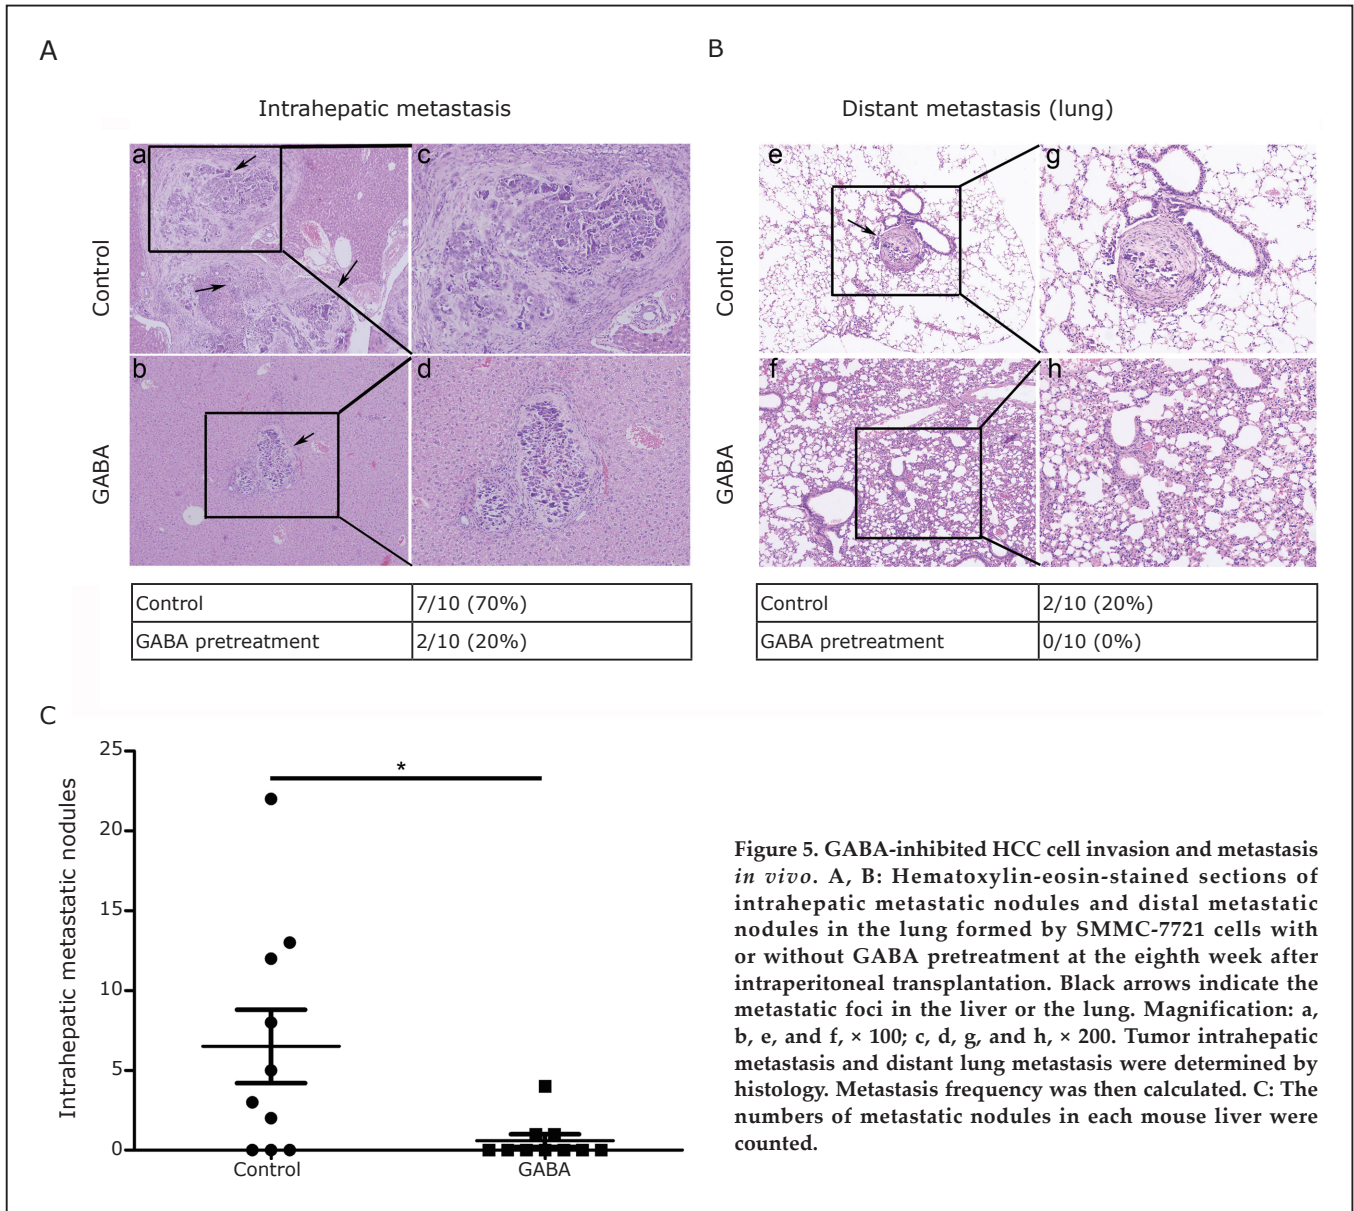 A
B
Intrahepatic metastasis
Distant metastasis (lung)
a
c
e
g
Control
Control
b
d
f
h
GABA
GABA
Control 7/10 (70%)
GABA pretreatment 2/10 (20%)
Control 2/10 (20%)
GABA pretreatment 0/10 (0%)
C
Intrahepatic metastatic nodules
25
20
15
10
5
0
*
Control
GABA
Figure 5. GABA-inhibited HCC cell invasion and metastasis
in vivo. A, B: Hematoxylin-eosin-stained sections of
intrahepatic metastatic nodules and distal metastatic
nodules in the lung formed by SMMC-7721 cells with
or without GABA pretreatment at the eighth week after
intraperitoneal transplantation. Black arrows indicate the
metastatic foci in the liver or the lung. Magnification: a,
b, e, and f, × 100; c, d, g, and h, × 200. Tumor intrahepatic
metastasis and distant lung metastasis were determined by
histology. Metastasis frequency was then calculated. C: The
numbers of metastatic nodules in each mouse liver were
counted.